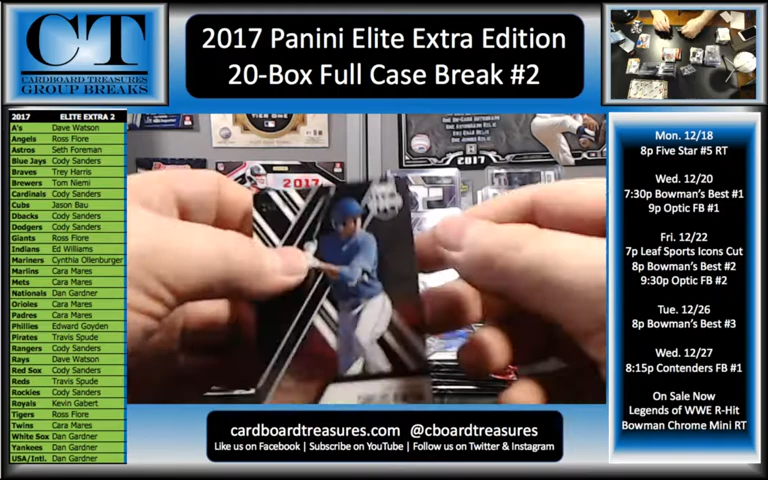 CT
CARDBOARD TREASURES
GROUP BREAKS
2017 Panini Elite Extra Edition
20-Box Full Case Break #2
2017 ELITE EXTRA 2
A's Dave Watson
Angels Ross Flore
Astros Seth Foreman
Blue Jays Cody Sanders
Braves Trey Harris
Brewers Tom Niemi
Cardinals Cody Sanders
Cubs Jason Bau
Dbacks Cody Sanders
Dodgers Cody Sanders
Giants Ross Flore
Indians Ed Williams
Mariners Cynthia Ollenburger
Marlins Cara Mares
Mets Cara Mares
Nationals Dan Gardner
Orioles Cara Mares
Padres Cara Mares
Phillies Edward Goyden
Pirates Travis Spude
Rangers Cody Sanders
Rays Dave Watson
Red Sox Cody Sanders
Reds Travis Spude
Rockies Cody Sanders
Royals Kevin Gabert
Tigers Ross Flore
Twins Cara Mares
White Sox Dan Gardner
Yankees Dan Gardner
USA/Intl. Dan Gardner
TIER ONE
2017
2017
Mon. 12/18
8p Five Star #5 RT
Wed. 12/20
7:30p Bowman's Best #1
9p Optic FB #1
Fri. 12/22
7p Leaf Sports Icons Cut
8p Bowman's Best #2
9:30p Optic FB #2
Tue. 12/26
8p Bowman's Best #3
Wed. 12/27
8:15p Contenders FB #1
On Sale Now
Legends of WWE R-Hit
Bowman Chrome Mini RT
cardboardtreasures.com @cboardtreasures
Like us on Facebook | Subscribe on YouTube | Follow us on Twitter & Instagram